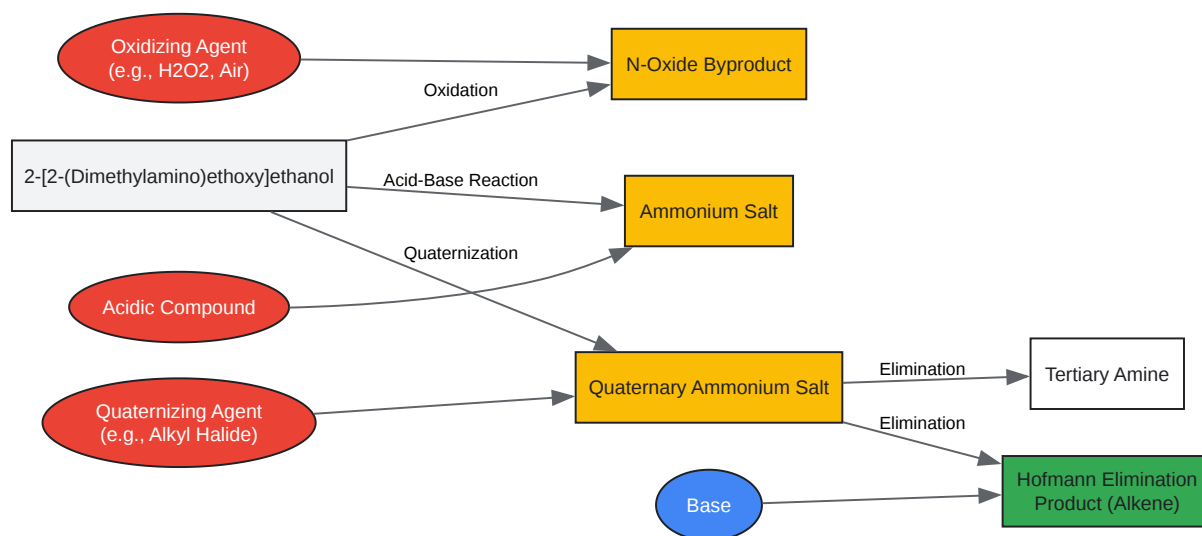 Oxidizing Agent
(e.g., H2O2, Air)
N-Oxide Byproduct
Oxidation
2-[2-(Dimethylamino)ethoxy]ethanol
Acid-Base Reaction
Ammonium Salt
Quaternization
Acidic Compound
Quaternary Ammonium Salt
Elimination
Tertiary Amine
Quaternizing Agent
(e.g., Alkyl Halide)
Elimination
Base
Hofmann Elimination
Product (Alkene)